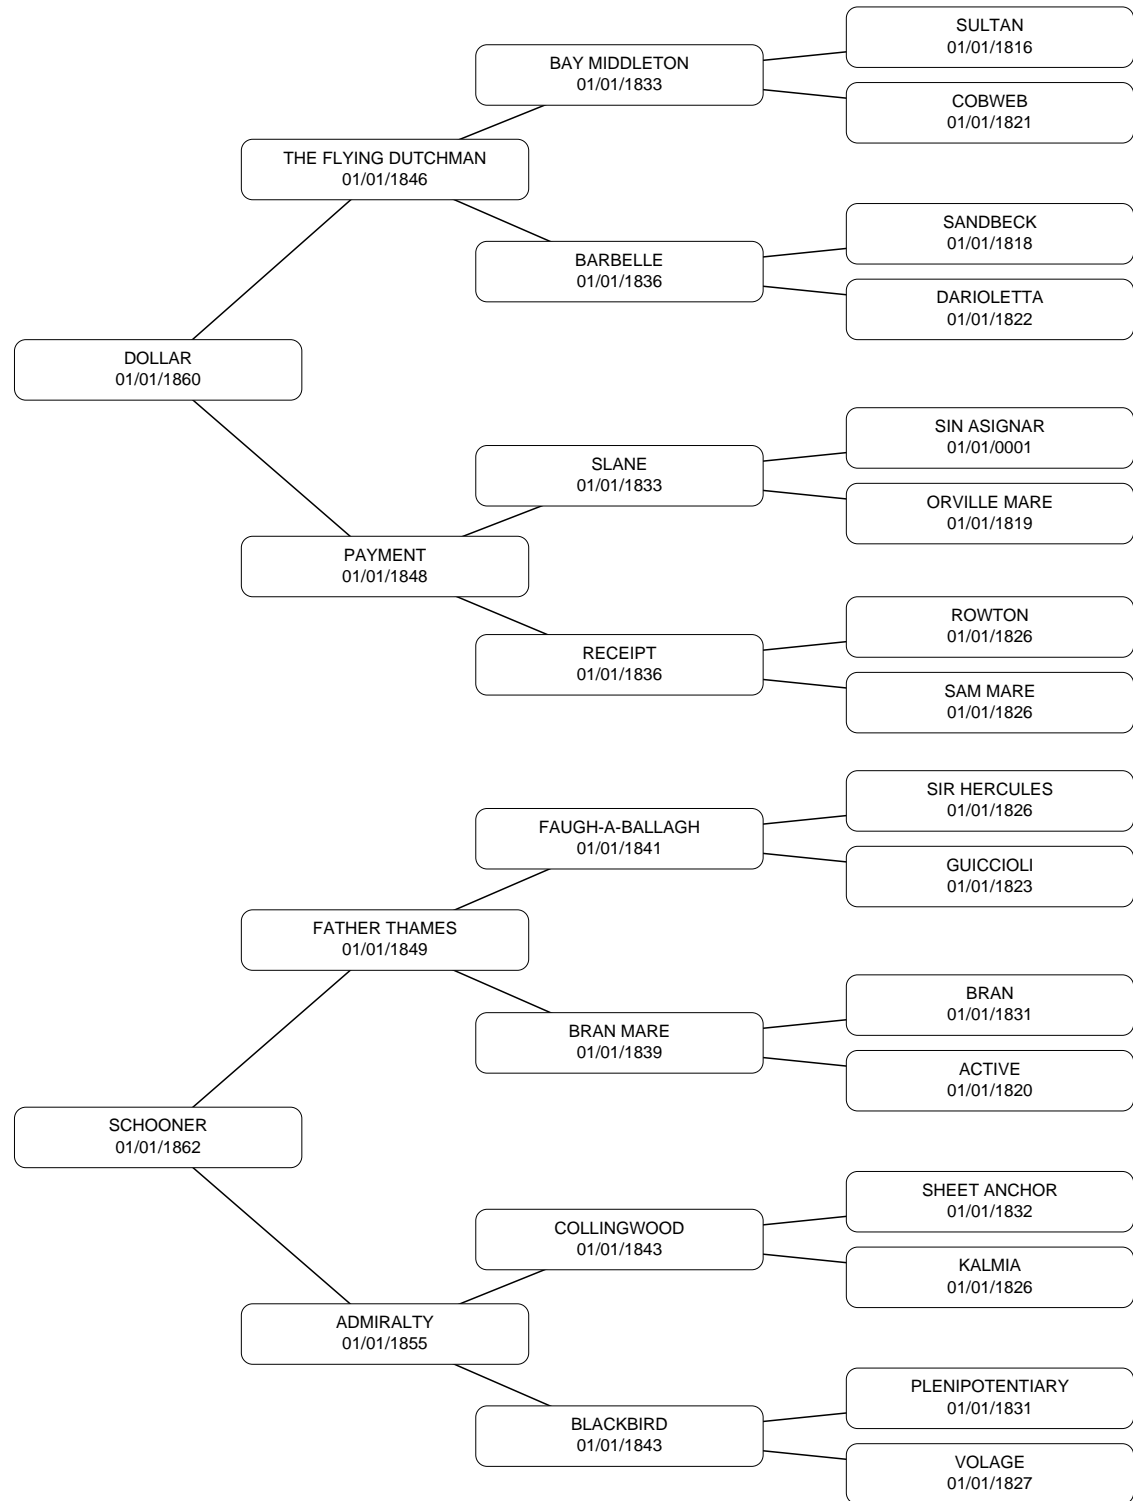 SULTAN
01/01/1816
BAY MIDDLETON
01/01/1833
COBWEB
01/01/1821
THE FLYING DUTCHMAN
01/01/1846
SANDBECK
01/01/1818
BARBELLE
01/01/1836
DARIOLETTA
01/01/1822
DOLLAR
01/01/1860
SIN ASIGNAR
01/01/0001
SLANE
01/01/1833
ORVILLE MARE
01/01/1819
PAYMENT
01/01/1848
ROWTON
01/01/1826
RECEIPT
01/01/1836
SAM MARE
01/01/1826
SIR HERCULES
01/01/1826
FAUGH-A-BALLAGH
01/01/1841
GUICCIOLI
01/01/1823
FATHER THAMES
01/01/1849
BRAN
01/01/1831
BRAN MARE
01/01/1839
ACTIVE
01/01/1820
SCHOONER
01/01/1862
SHEET ANCHOR
01/01/1832
COLLINGWOOD
01/01/1843
KALMIA
01/01/1826
ADMIRALTY
01/01/1855
PLENIPOTENTIARY
01/01/1831
BLACKBIRD
01/01/1843
VOLAGE
01/01/1827